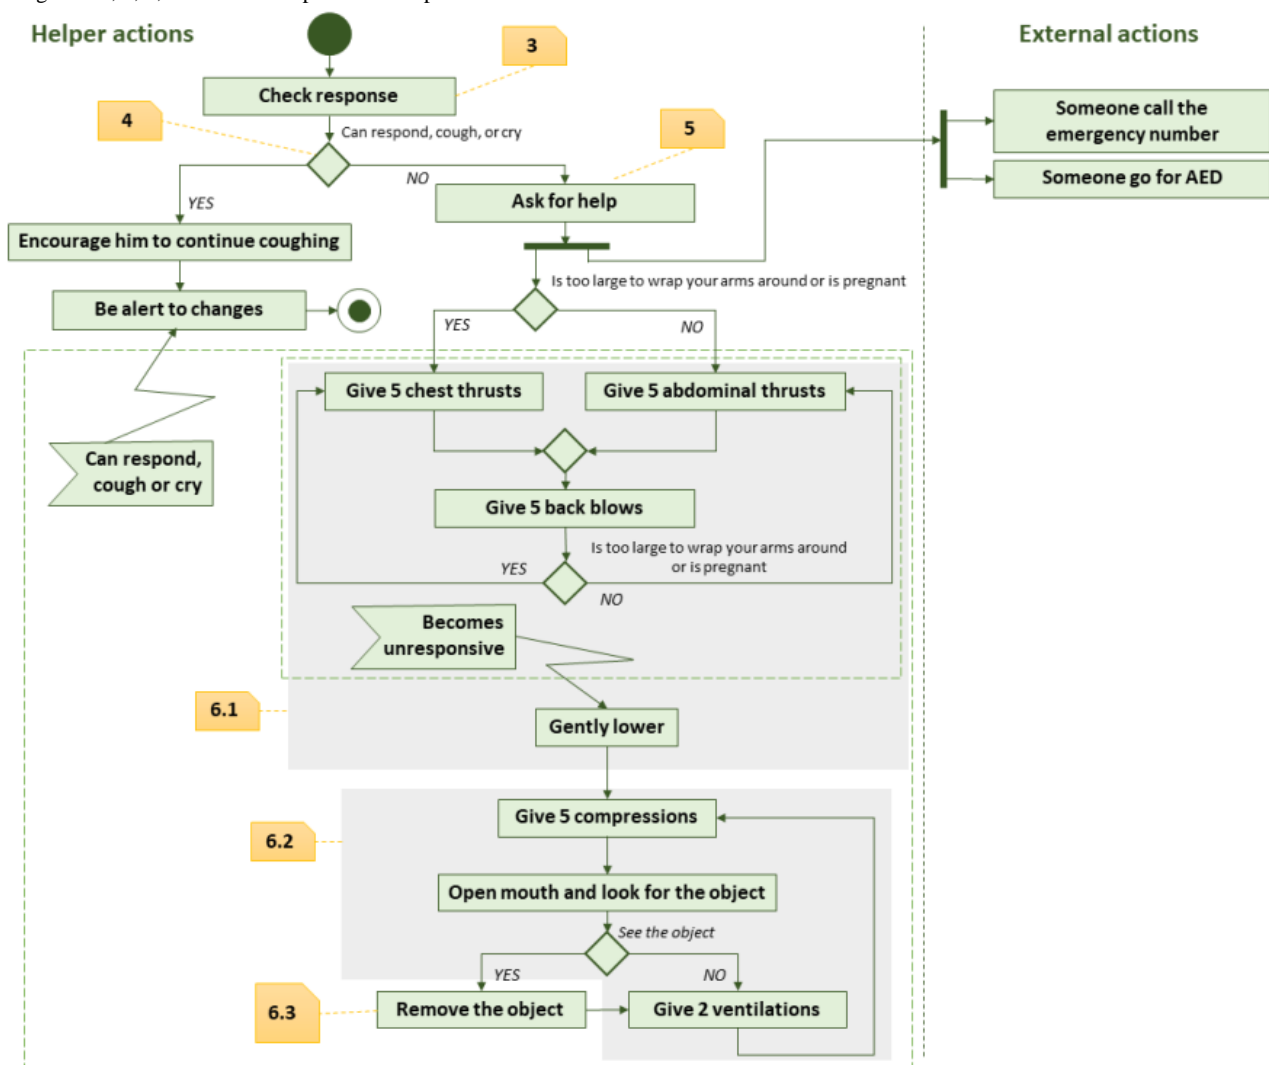 Helper actions
External actions
3
Check response
4
Can respond, cough, or cry
5
Someone call the
emergency number
Someone go for AED
NO
YES
Ask for help
Encourage him to continue coughing
Is too large to wrap your arms around or is pregnant
Be alert to changes
YES
NO
Give 5 chest thrusts
Give 5 abdominal thrusts
Can respond,
cough or cry
Give 5 back blows
Is too large to wrap your arms around
or is pregnant
YES
NO
Becomes
unresponsive
6.1
Gently lower
Give 5 compressions
6.2
Open mouth and look for the object
See the object
YES
NO
6.3
Remove the object
Give 2 ventilations